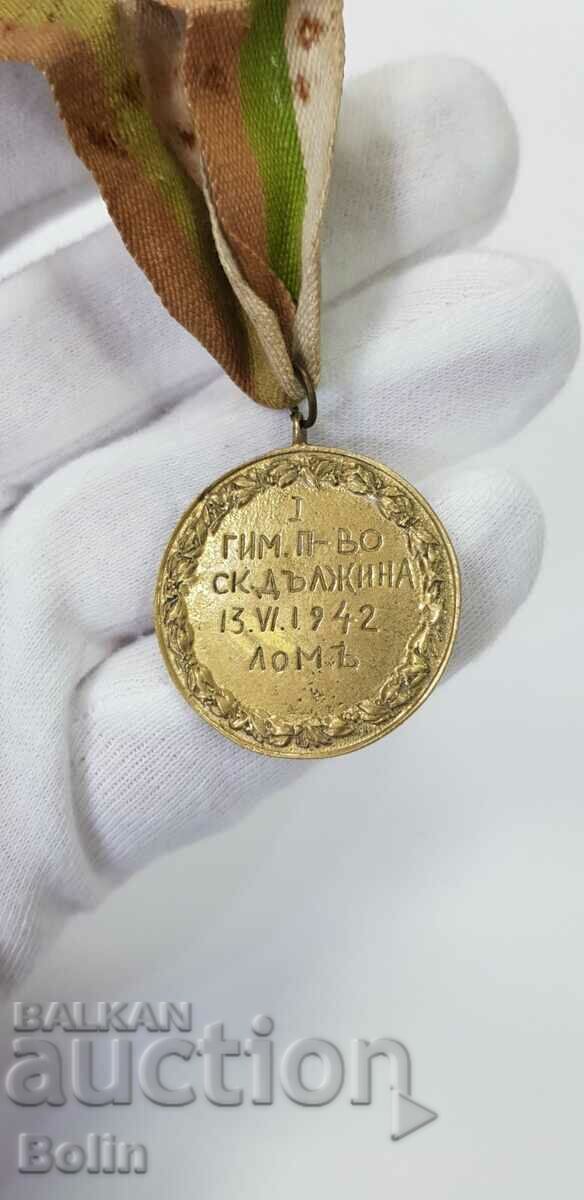 I
ГИМ. П-ВО
СК. ДЪЛЖИНА
13. VI. 1942
ЛОМЪ
BALKAN
auction
Bolin